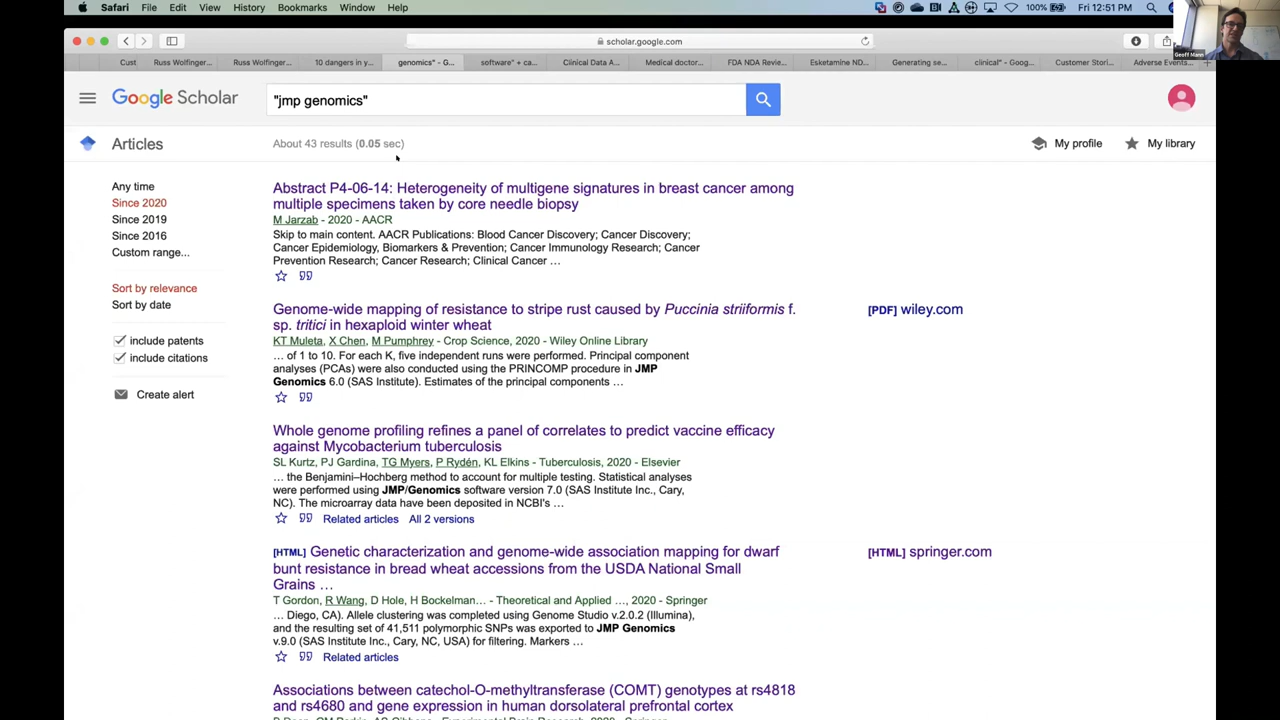 Safari File Edit View History Bookmarks Window Help 100% Fri 12:51 PM
Geoff Mann
scholar.google.com
Cust Russ Wolfinger... Russ Wolfinger... 10 dangers in y... genomics" - G... software" + ca... Clinical Data A... Medical doctor... FDA NDA Revie... Esketamine ND... Generating se... clinical" - Goog... Customer Stori... Adverse Events...
Google Scholar "jmp genomics"
Articles About 43 results (0.05 sec) My profile My library
Any time
Since 2020
Since 2019
Since 2016
Custom range...
Sort by relevance
Sort by date
include patents
include citations
Create alert
Abstract P4-06-14: Heterogeneity of multigene signatures in breast cancer among
multiple specimens taken by core needle biopsy
M Jarzab - 2020 - AACR
Skip to main content. AACR Publications: Blood Cancer Discovery; Cancer Discovery;
Cancer Epidemiology, Biomarkers & Prevention; Cancer Immunology Research; Cancer
Prevention Research; Cancer Research; Clinical Cancer …
Genome-wide mapping of resistance to stripe rust caused by Puccinia striiformis f.
sp. tritici in hexaploid winter wheat
[PDF] wiley.com
KT Muleta, X Chen, M Pumphrey - Crop Science, 2020 - Wiley Online Library
… of 1 to 10. For each K, five independent runs were performed. Principal component
analyses (PCAs) were also conducted using the PRINCOMP procedure in JMP
Genomics 6.0 (SAS Institute). Estimates of the principal components …
Whole genome profiling refines a panel of correlates to predict vaccine efficacy
against Mycobacterium tuberculosis
SL Kurtz, PJ Gardina, TG Myers, P Rydén, KL Elkins - Tuberculosis, 2020 - Elsevier
… the Benjamini–Hochberg method to account for multiple testing. Statistical analyses
were performed using JMP/Genomics software version 7.0 (SAS Institute Inc., Cary,
NC). The microarray data have been deposited in NCBI's …
Related articles All 2 versions
[HTML] Genetic characterization and genome-wide association mapping for dwarf
bunt resistance in bread wheat accessions from the USDA National Small
Grains …
[HTML] springer.com
T Gordon, R Wang, D Hole, H Bockelman… - Theoretical and Applied …, 2020 - Springer
… Diego, CA). Allele clustering was completed using Genome Studio v.2.0.2 (Illumina),
and the resulting set of 41,511 polymorphic SNPs was exported to JMP Genomics
v.9.0 (SAS Institute Inc., Cary, NC, USA) for filtering. Markers …
Related articles
Associations between catechol-O-methyltransferase (COMT) genotypes at rs4818
and rs4680 and gene expression in human dorsolateral prefrontal cortex